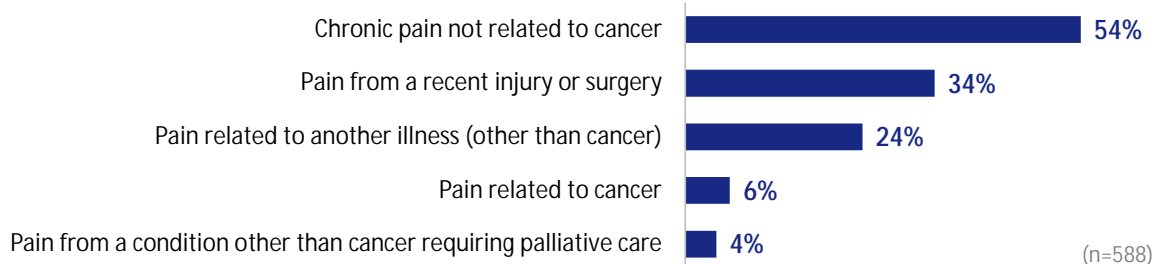 Chronic pain not related to cancer 54%
Pain from a recent injury or surgery 34%
Pain related to another illness (other than cancer) 24%
Pain related to cancer 6%
Pain from a condition other than cancer requiring palliative care 4%
(n=588)